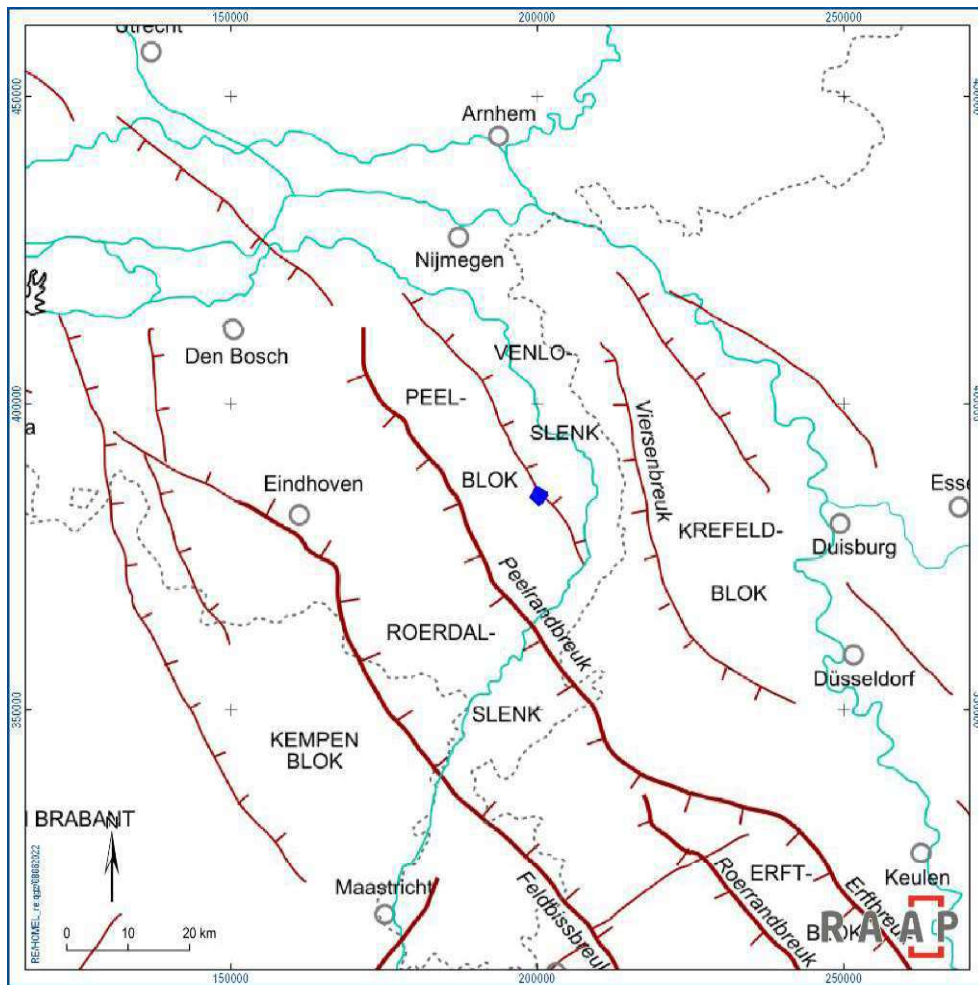 150000
200000
250000
Utrecht
450000
Arnhem
Nijmegen
Den Bosch
VENLO-
PEEL-
400000
SLENK
Viersenbreuk
a
BLOK
Eindhoven
Esse
KREFELD-
Duisburg
Peelrandbreuk
BLOK
ROERDAL-
Düsseldorf
350000
SLENK
KEMPEN
BLOK
BRABANT
N
Keulen
ERFT-
Maastricht
Feldbissbreuk
Roerrandbreuk
Erftbreuk
BLOK
RAAP
0 10 20 km
150000
200000
250000